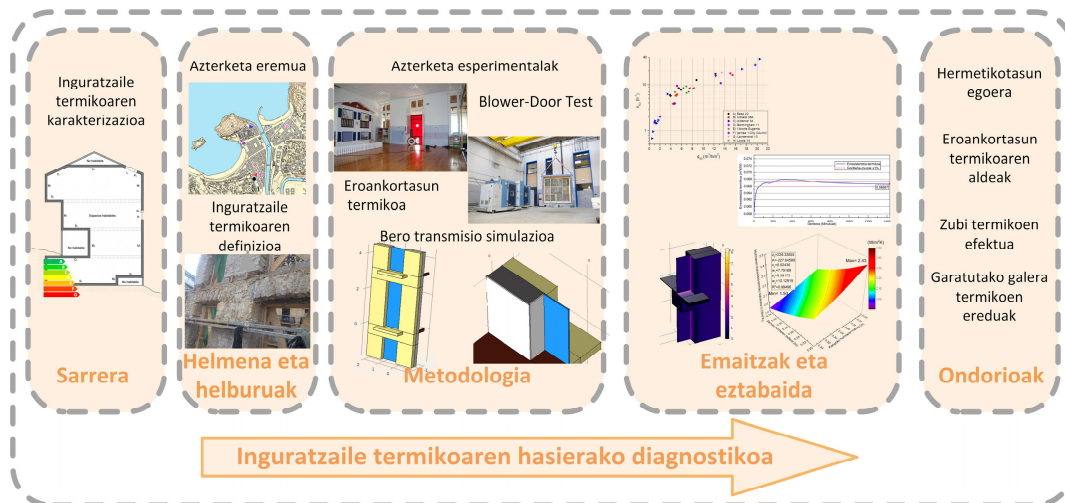 Inguratzaile
termikoaren
karakterizazioa
Sarrera
Azterketa eremua
Inguratzaile
termikoaren
definizioa
Helmena eta
helburuak
Azterketa esperimentalak
Blower-Door Test
Eroankortasun
termikoa
Bero transmisio simulazioa
Metodologia
Emaitzak eta
eztabaida
Hermetikotasun
egoera
Eroankortasun
termikoaren
aldeak
Zubi termikoen
efektua
Garatutako galera
termikoen
ereduak
Ondorioak
Inguratzaile termikoaren hasierako diagnostikoa